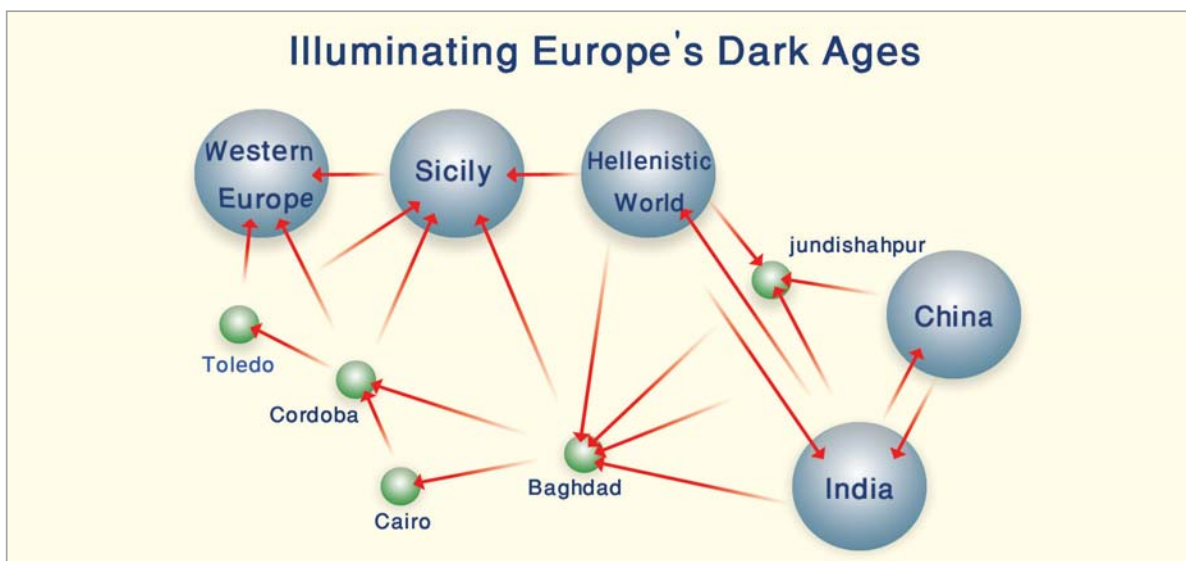 Illuminating Europe's Dark Ages
Western
Europe
Sicily
Hellenistic
World
jundishahpur
China
Toledo
Cordoba
Baghdad
India
Cairo